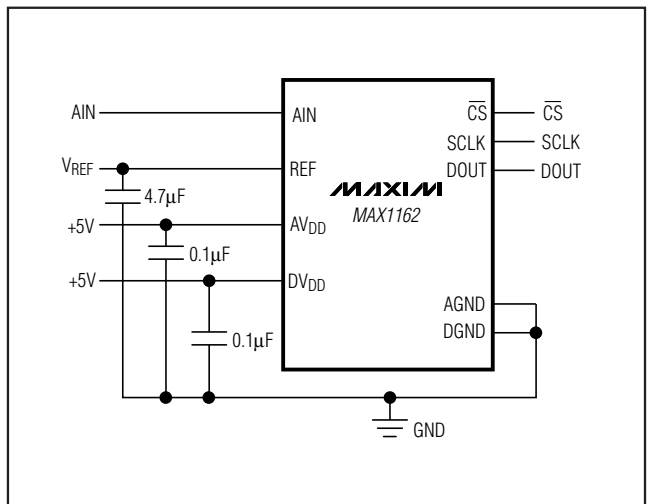 AIN
AIN
CS
CS
SCLK
SCLK
VREF
REF
DOUT
DOUT
MAXIM
4.7µF
MAX1162
+5V
AVDD
0.1µF
+5V
DVDD
AGND
DGND
0.1µF
GND